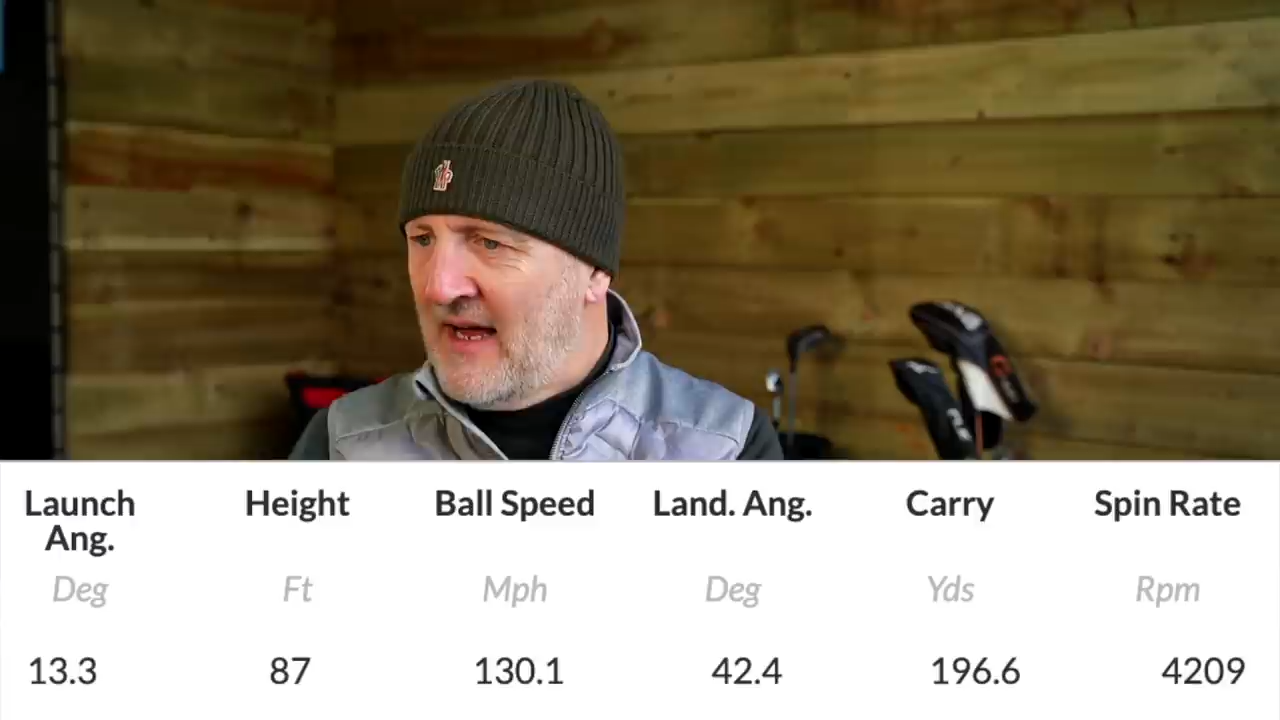 Launch Ang. Height Ball Speed Land. Ang. Carry Spin Rate
Deg Ft Mph Deg Yds Rpm
13.3 87 130.1 42.4 196.6 4209